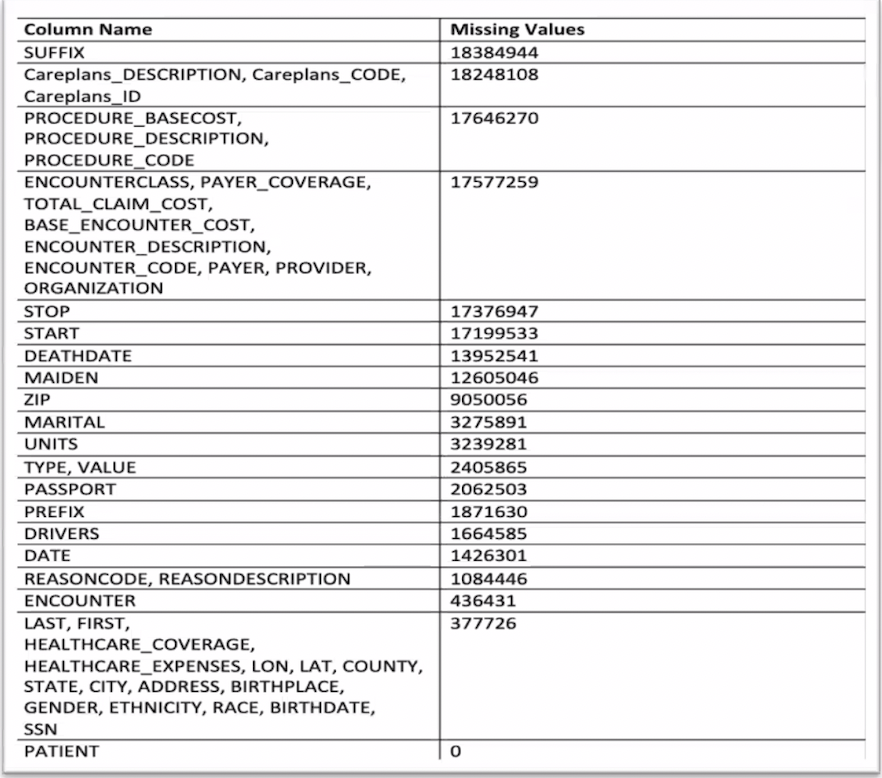 Column Name Missing Values
SUFFIX 18384944
Careplans_DESCRIPTION, Careplans_CODE, 18248108
Careplans_ID
PROCEDURE_BASECOST, 17646270
PROCEDURE_DESCRIPTION,
PROCEDURE_CODE
ENCOUNTERCLASS, PAYER_COVERAGE, 17577259
TOTAL_CLAIM_COST,
BASE_ENCOUNTER_COST,
ENCOUNTER_DESCRIPTION,
ENCOUNTER_CODE, PAYER, PROVIDER,
ORGANIZATION
STOP 17376947
START 17199533
DEATHDATE 13952541
MAIDEN 12605046
ZIP 9050056
MARITAL 3275891
UNITS 3239281
TYPE, VALUE 2405865
PASSPORT 2062503
PREFIX 1871630
DRIVERS 1664585
DATE 1426301
REASONCODE, REASONDESCRIPTION 1084446
ENCOUNTER 436431
LAST, FIRST, 377726
HEALTHCARE_COVERAGE,
HEALTHCARE_EXPENSES, LON, LAT, COUNTY,
STATE, CITY, ADDRESS, BIRTHPLACE,
GENDER, ETHNICITY, RACE, BIRTHDATE,
SSN
PATIENT 0